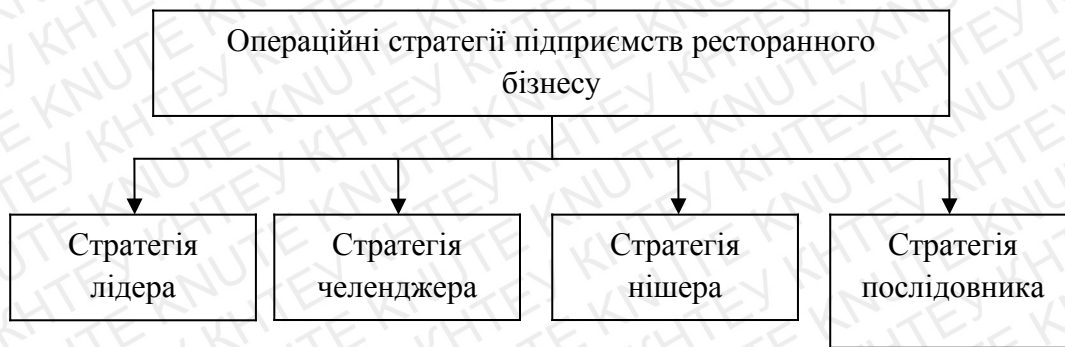 Операційні стратегії підприємств ресторанного
бізнесу
Стратегія
лідера
Стратегія
челенджера
Стратегія
нішера
Стратегія
послідовника